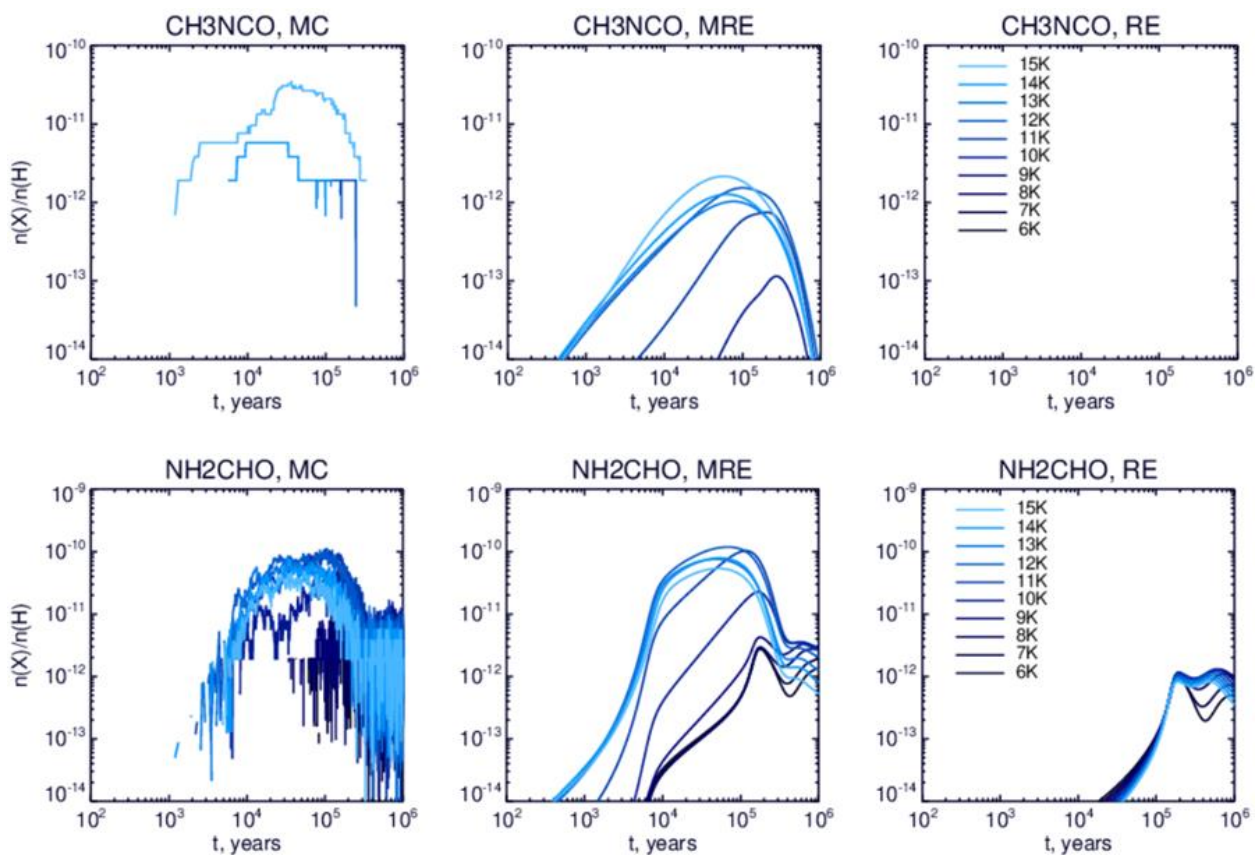 CH3NCO, MC
CH3NCO, MRE
CH3NCO, RE
n(X)/n(H)
10^-10
10^-11
10^-12
10^-13
10^-14
10^2 10^3 10^4 10^5 10^6
t, years
10^-10
10^-11
10^-12
10^-13
10^-14
10^2 10^3 10^4 10^5 10^6
t, years
10^-10
10^-11
10^-12
10^-13
10^-14
15K
14K
13K
12K
11K
10K
9K
8K
7K
6K
10^2 10^3 10^4 10^5 10^6
t, years
NH2CHO, MC
NH2CHO, MRE
NH2CHO, RE
n(X)/n(H)
10^-9
10^-10
10^-11
10^-12
10^-13
10^-14
10^2 10^3 10^4 10^5 10^6
t, years
10^-9
10^-10
10^-11
10^-12
10^-13
10^-14
10^2 10^3 10^4 10^5 10^6
t, years
10^-9
10^-10
10^-11
10^-12
10^-13
10^-14
15K
14K
13K
12K
11K
10K
9K
8K
7K
6K
10^2 10^3 10^4 10^5 10^6
t, years